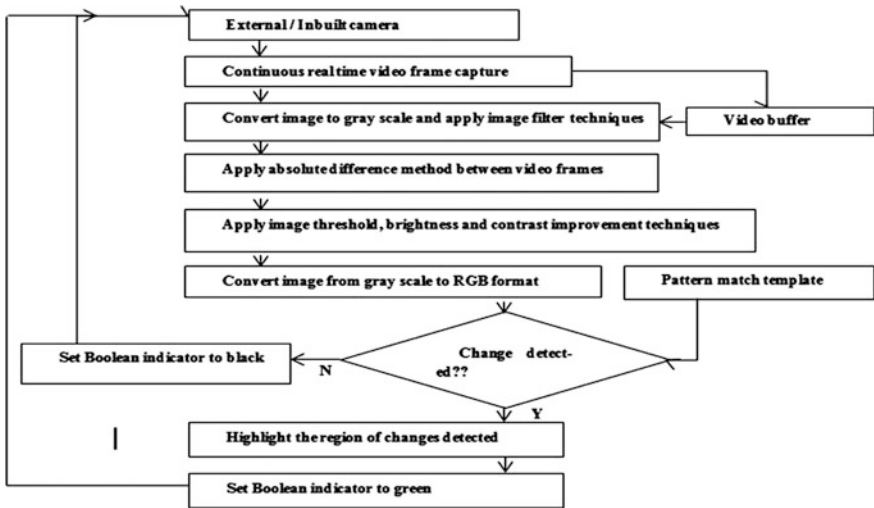 External / Inbuilt camera
Continuous real time video frame capture
Convert image to gray scale and apply image filter techniques
Video buffer
Apply absolute difference method between video frames
Apply image threshold, brightness and contrast improvement techniques
Convert image from gray scale to RGB format
Pattern match template
Set Boolean indicator to black
N
Change detect-
ed??
Y
Highlight the region of changes detected
Set Boolean indicator to green